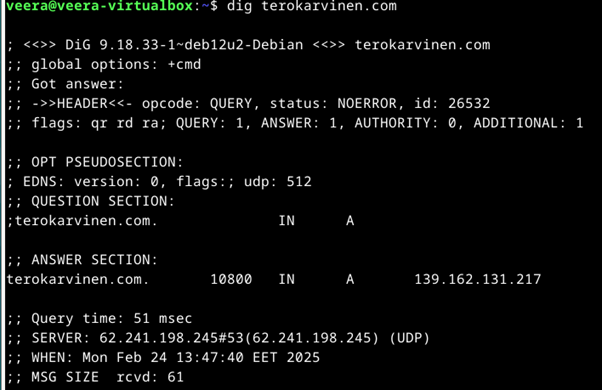 veera@veera-virtualbox:~$ dig terokarvinen.com
; <<>> DiG 9.18.33-1~deb12u2-Debian <<>> terokarvinen.com
;; global options: +cmd
;; Got answer:
;; ->>HEADER<<- opcode: QUERY, status: NOERROR, id: 26532
;; flags: qr rd ra; QUERY: 1, ANSWER: 1, AUTHORITY: 0, ADDITIONAL: 1
;; OPT PSEUDOSECTION:
; EDNS: version: 0, flags:; udp: 512
;; QUESTION SECTION:
;terokarvinen.com. IN A
;; ANSWER SECTION:
terokarvinen.com. 10800 IN A 139.162.131.217
;; Query time: 51 msec
;; SERVER: 62.241.198.245#53(62.241.198.245) (UDP)
;; WHEN: Mon Feb 24 13:47:40 EET 2025
;; MSG SIZE rcvd: 61